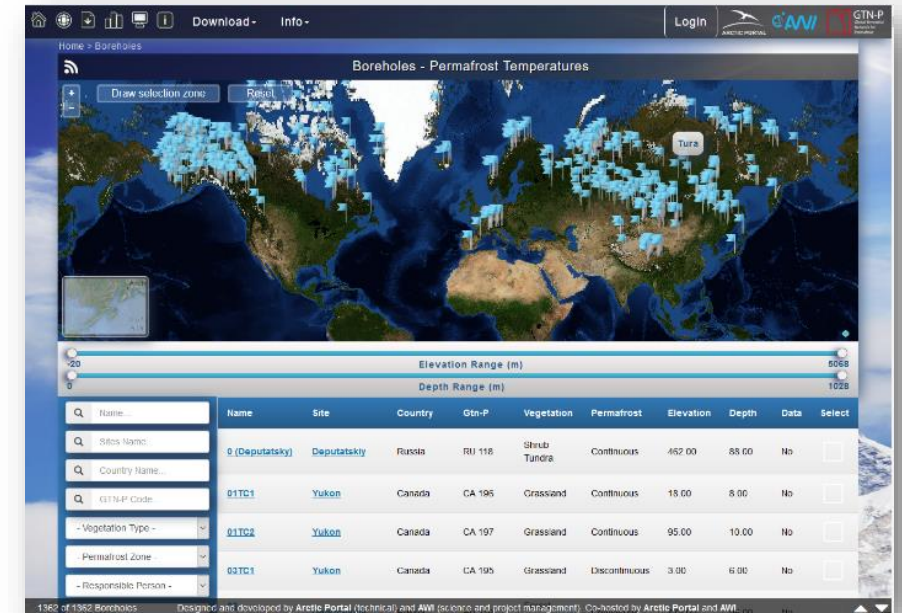 Download- Info- Login ARCTIC PORTAL AWI GTN-P
Home > Boreholes
Boreholes - Permafrost Temperatures
+ Draw selection zone Reset
-
Tura
-20 Elevation Range (m) 5068
0 Depth Range (m) 1028
Name... Name Site Country Gtn-P Vegetation Permafrost Elevation Depth Data Select
Sites Name
Country Name...
GTN-P Code
- Vegetation Type -
- Permafrost Zone -
- Responsible Person -
0 (Deputatsky) Deputatskiy Russia RU 118 Shrub Tundra Continuous 462.00 88.00 No
01TC1 Yukon Canada CA 196 Grassland Continuous 18.00 8.00 No
01TC2 Yukon Canada CA 197 Grassland Continuous 95.00 10.00 No
03TC1 Yukon Canada CA 195 Grassland Discontinuous 3.00 6.00 No
1362 of 1362 Boreholes Designed and developed by Arctic Portal (technical) and AWI (science and project management). Co-hosted by Arctic Portal and AWI